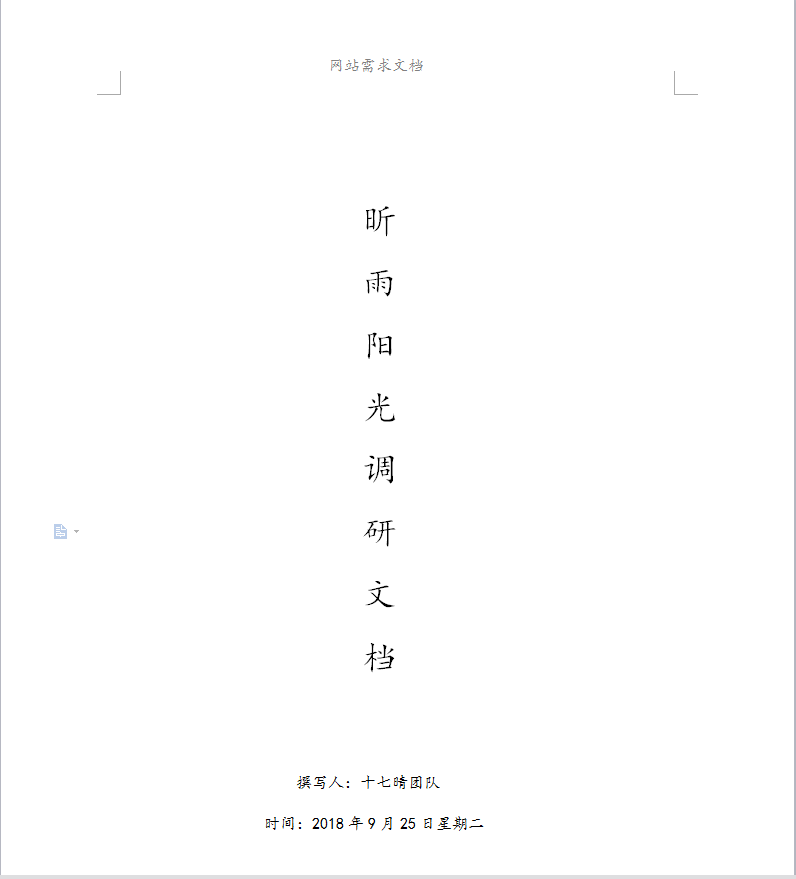 网站需求文档
昕
雨
阳
光
调
研
文
档
撰写人：十七晴团队
时间：2018年9月25日星期二